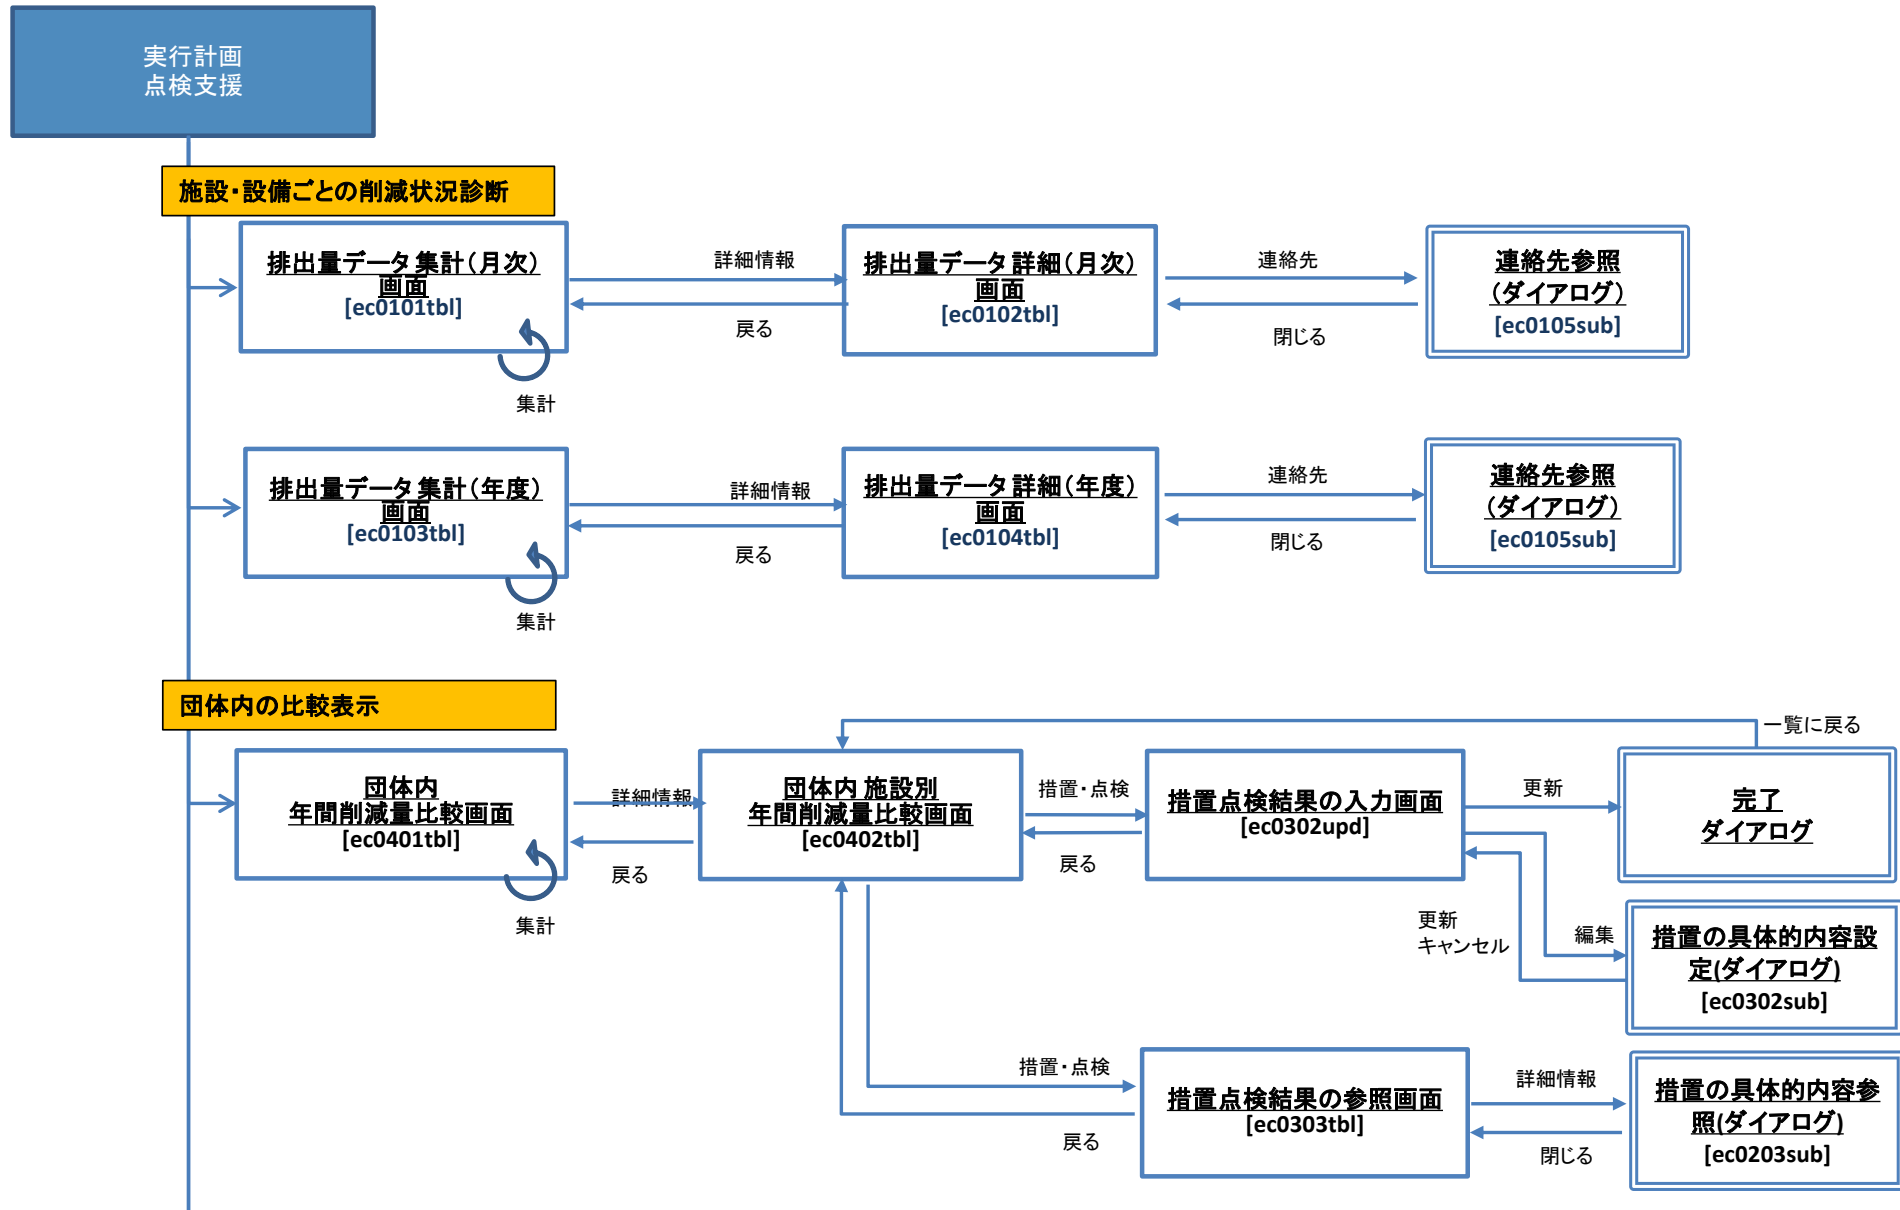 実行計画
点検支援
施設・設備ごとの削減状況診断
排出量データ集計(月次)
画面
[ec0101tbl]
集計
詳細情報
戻る
排出量データ詳細(月次)
画面
[ec0102tbl]
連絡先
閉じる
連絡先参照
(ダイアログ)
[ec0105sub]
排出量データ集計(年度)
画面
[ec0103tbl]
集計
詳細情報
戻る
排出量データ詳細(年度)
画面
[ec0104tbl]
連絡先
閉じる
連絡先参照
(ダイアログ)
[ec0105sub]
団体内の比較表示
団体内
年間削減量比較画面
[ec0401tbl]
集計
詳細情報
戻る
団体内 施設別
年間削減量比較画面
[ec0402tbl]
措置・点検
戻る
措置点検結果の入力画面
[ec0302upd]
一覧に戻る
更新
完了
ダイアログ
更新
キャンセル
編集
措置の具体的内容設
定(ダイアログ)
[ec0302sub]
措置・点検
戻る
措置点検結果の参照画面
[ec0303tbl]
詳細情報
閉じる
措置の具体的内容参
照(ダイアログ)
[ec0203sub]